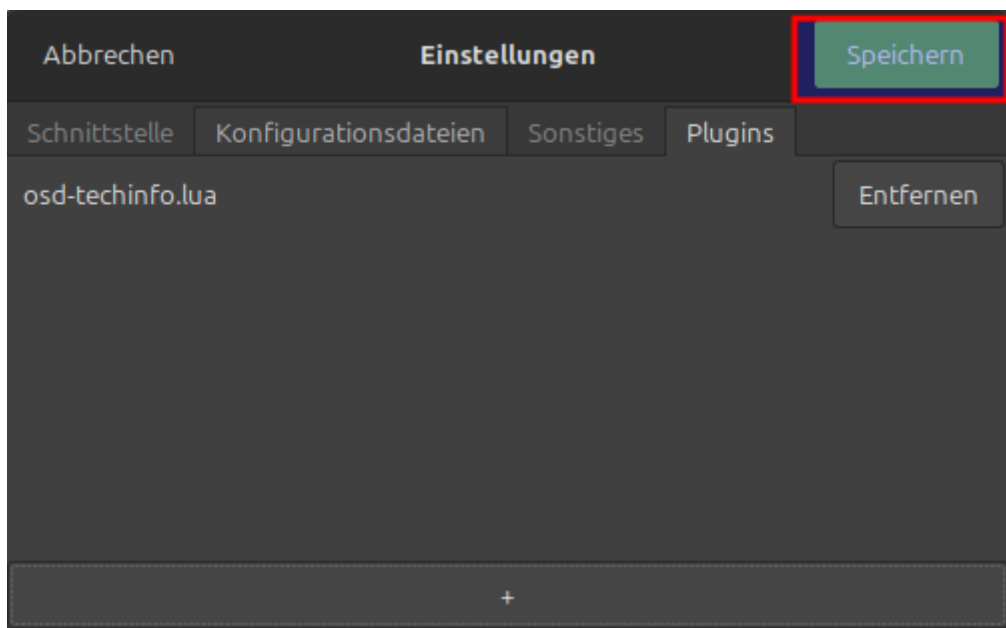 Abbrechen Einstellungen Speichern
Schnittstelle Konfigurationsdateien Sonstiges Plugins
osd-techinfo.lua Entfernen
+